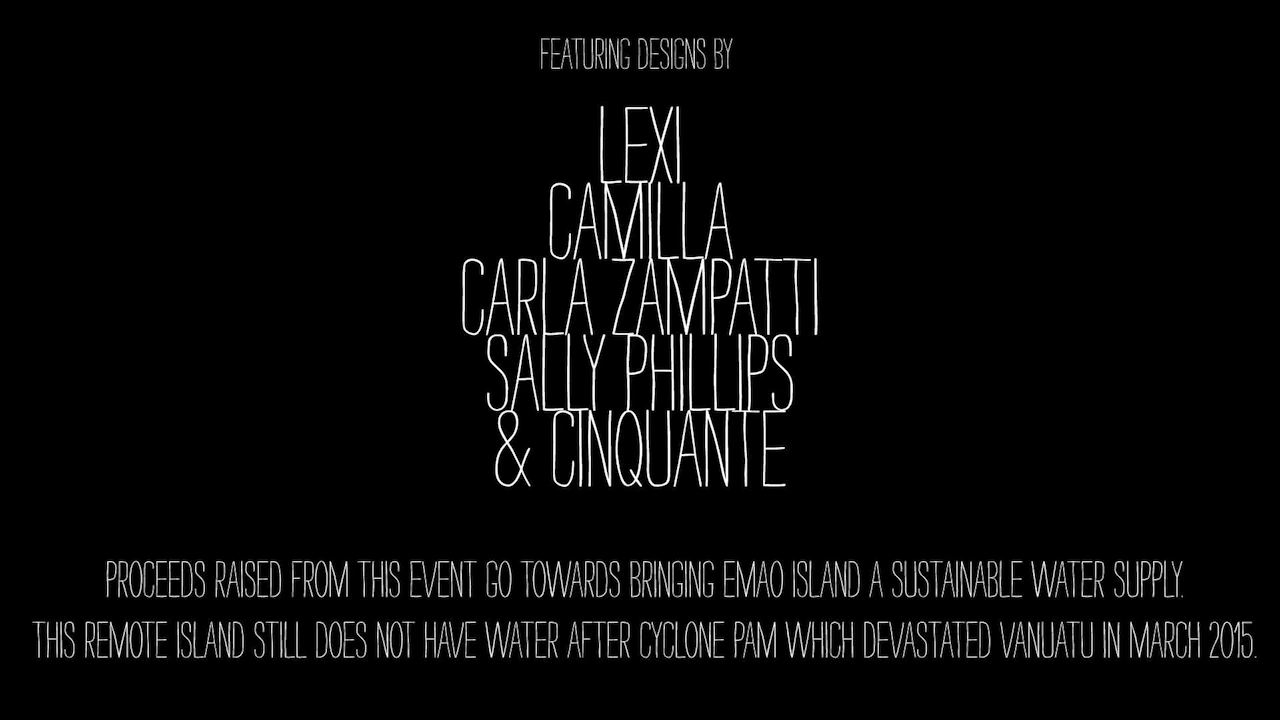 FEATURING DESIGNS BY
LEXI
CAMILLA
CARLA ZAMPATTI
SALLY PHILLIPS
& CINQUANTE
PROCEEDS RAISED FROM THIS EVENT GO TOWARDS BRINGING EMAO ISLAND A SUSTAINABLE WATER SUPPLY.
THIS REMOTE ISLAND STILL DOES NOT HAVE WATER AFTER CYCLONE PAM WHICH DEVASTATED VANUATU IN MARCH 2015.